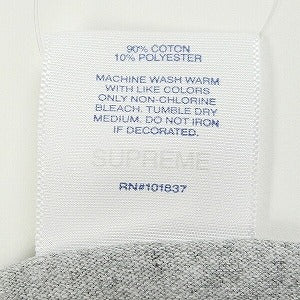 90% COTTON
10% POLYESTER
MACHINE WASH WARM
WITH LIKE COLORS
ONLY NON-CHLORINE
BLEACH. TUMBLE DRY
MEDIUM. DO NOT IRON
IF DECORATED.
SUPREME
RN#101837